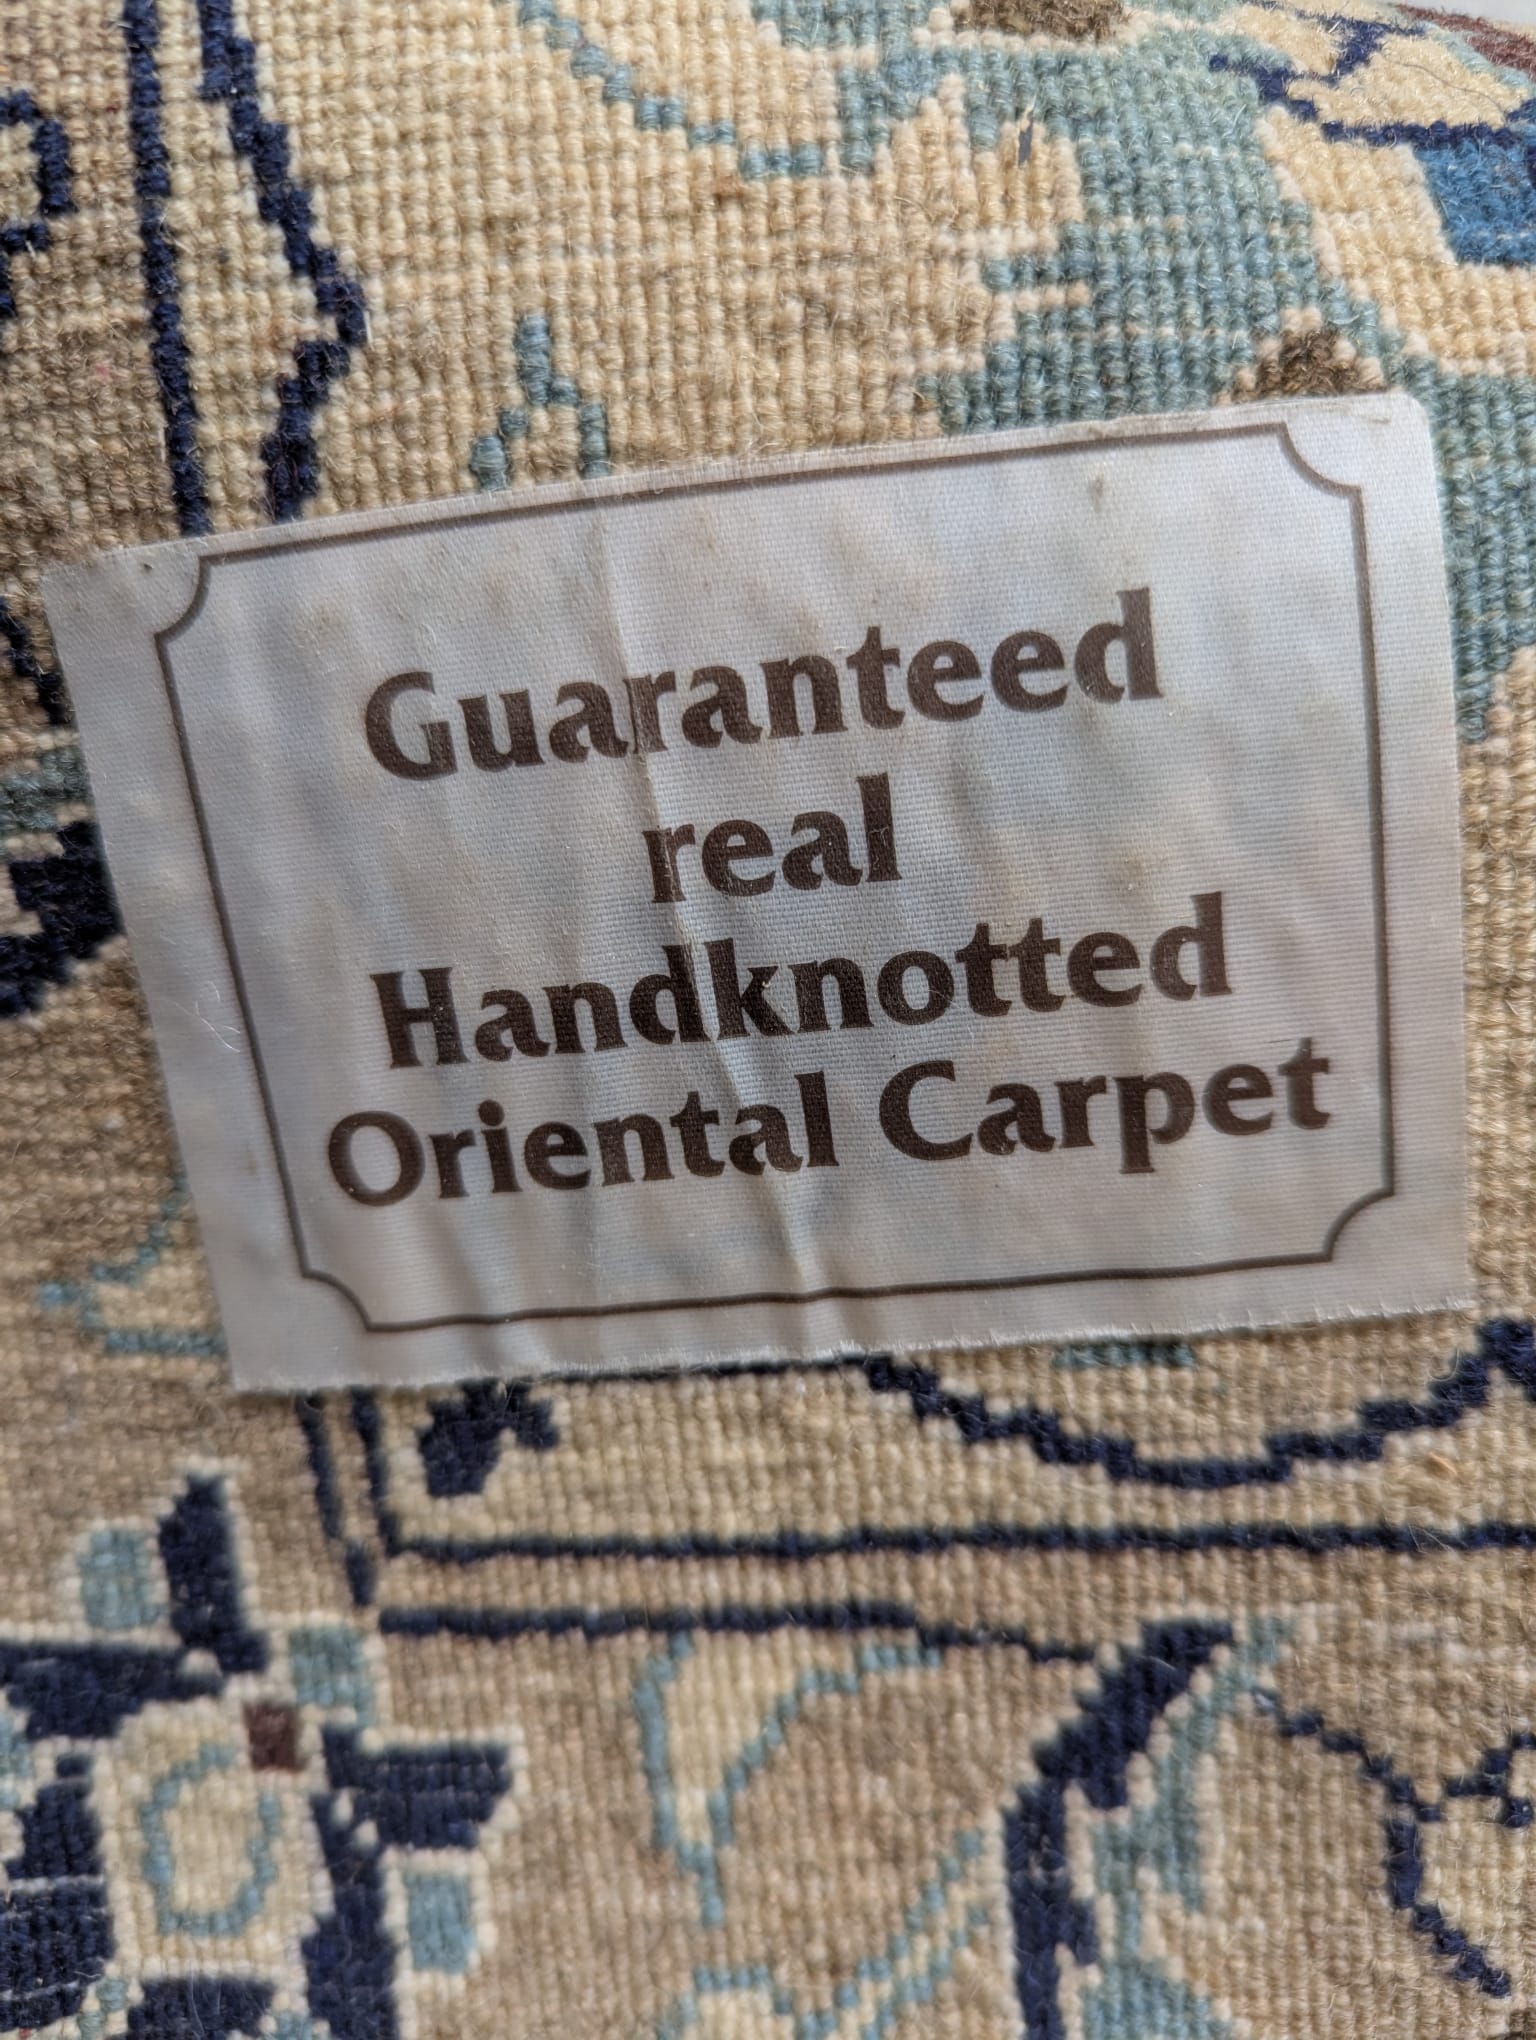 Guaranteed
real
Handknotted
Oriental Carpet